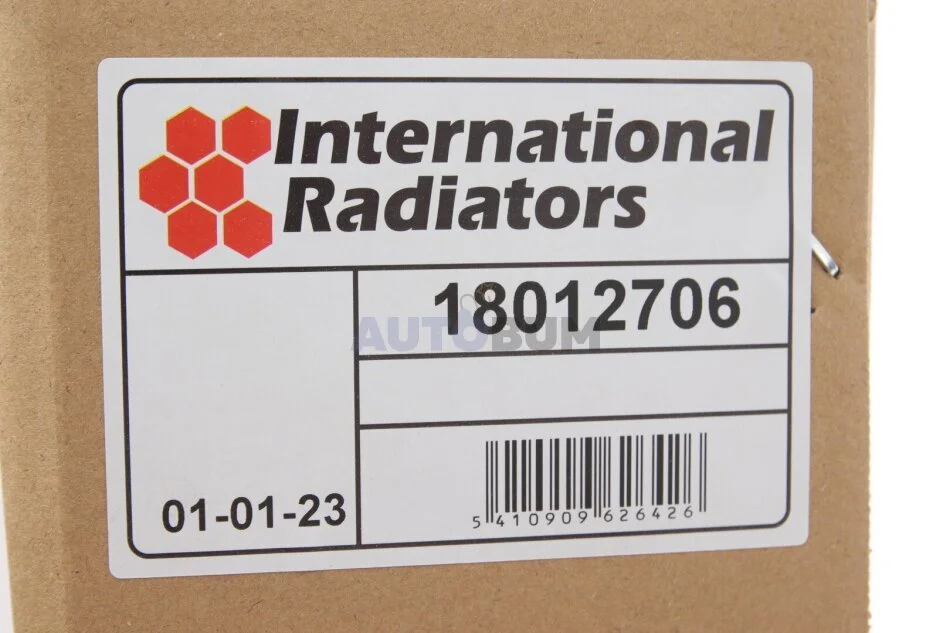 International
Radiators
18012706
AUTOBUM
01-01-23
5 410909 626426